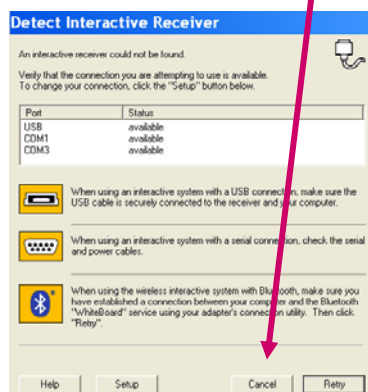 Detect Interactive Receiver
An interactive receiver could not be found.
Verify that the connection you are attempting to use is available.
To change your connection, click the "Setup" button below.
Port Status
USB available
COM1 available
COM3 available
When using an interactive system with a USB connection, make sure the
USB cable is securely connected to the receiver and your computer.
When using an interactive system with a serial connection, check the serial
and power cables.
When using the wireless interactive system with Bluetooth, make sure you
have established a connection between your computer and the Bluetooth
"WhiteBoard" service using your adapter's connection utility. Then click
"Retry".
Help Setup Cancel Retry